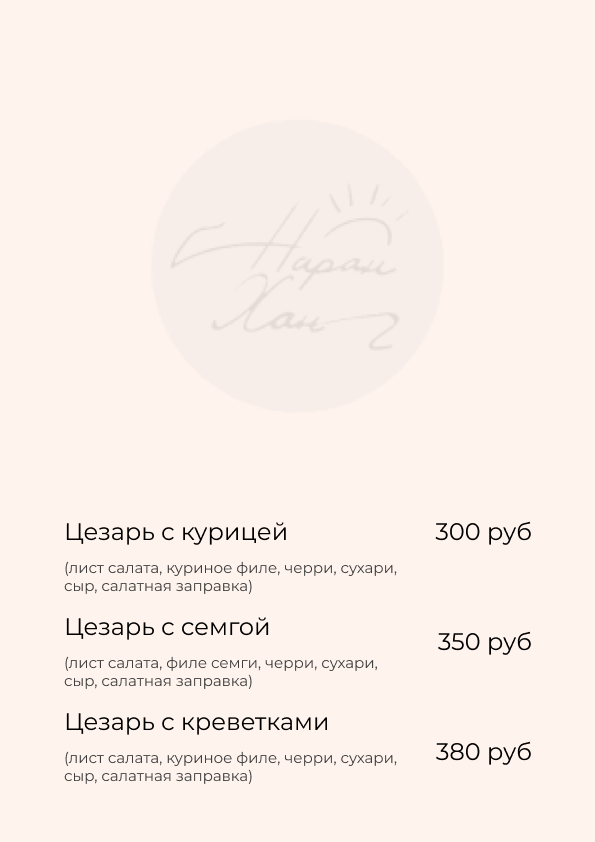 Наран
Хан
Цезарь с курицей 300 руб
(лист салата, куриное филе, черри, сухари,
сыр, салатная заправка)
Цезарь с семгой 350 руб
(лист салата, филе семги, черри, сухари,
сыр, салатная заправка)
Цезарь с креветками 380 руб
(лист салата, куриное филе, черри, сухари,
сыр, салатная заправка)